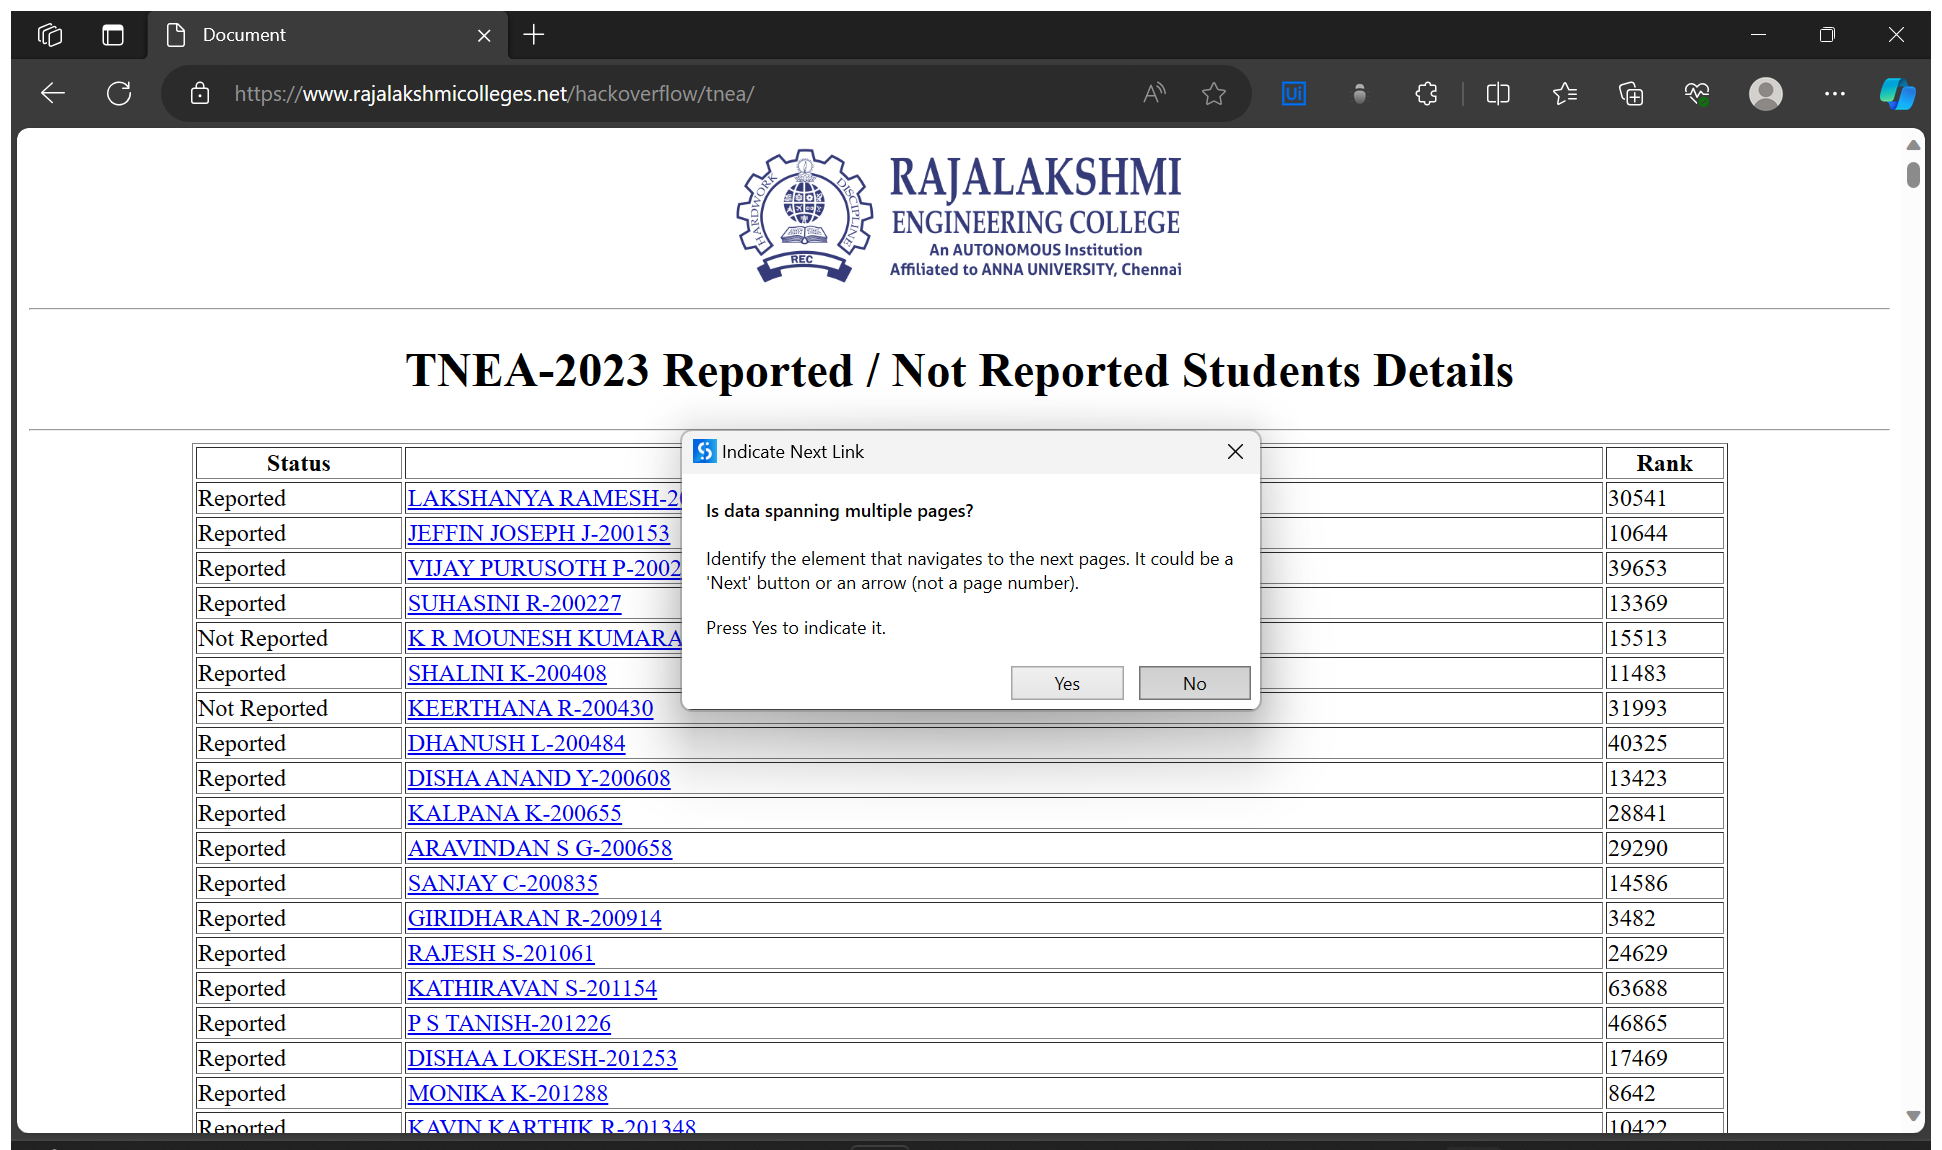 Document
https://www.rajalakshmicolleges.net/hackoverflow/tnea/
HARDWORK
DISCIPLINE
REC
RAJALAKSHMI
ENGINEERING COLLEGE
An AUTONOMOUS Institution
Affiliated to ANNA UNIVERSITY, Chennai
TNEA-2023 Reported / Not Reported Students Details
Status Rank
Reported LAKSHANYA RAMESH-20 30541
Reported JEFFIN JOSEPH J-200153 10644
Reported VIJAY PURUSOTH P-2002 39653
Reported SUHASINI R-200227 13369
Not Reported K R MOUNESH KUMARA 15513
Reported SHALINI K-200408 11483
Not Reported KEERTHANA R-200430 31993
Reported DHANUSH L-200484 40325
Reported DISHA ANAND Y-200608 13423
Reported KALPANA K-200655 28841
Reported ARAVINDAN S G-200658 29290
Reported SANJAY C-200835 14586
Reported GIRIDHARAN R-200914 3482
Reported RAJESH S-201061 24629
Reported KATHIRAVAN S-201154 63688
Reported P S TANISH-201226 46865
Reported DISHAA LOKESH-201253 17469
Reported MONIKA K-201288 8642
Reported KAVIN KARTHIK R-201348 10422
Indicate Next Link
Is data spanning multiple pages?
Identify the element that navigates to the next pages. It could be a
'Next' button or an arrow (not a page number).
Press Yes to indicate it.
Yes No